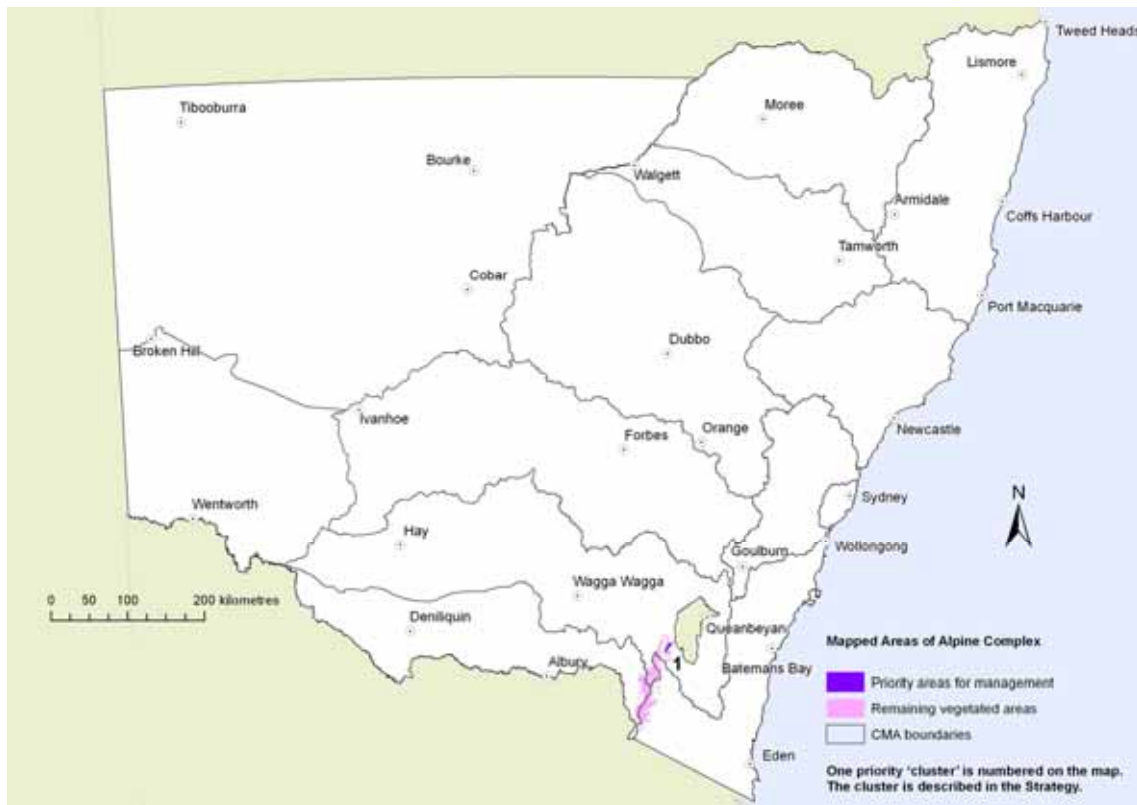 Tweed Heads
Lismore
Tibooburra
Moree
Bourke
Walgett
Armidale
Coffs Harbour
Tamworth
Cobar
Port Macquarie
Dubbo
Broken Hill
Ivanhoe
Orange
Forbes
Newcastle
Sydney
Wentworth
N
Hay
Wollongong
Goulburn
Wagga Wagga
0 50 100 200 kilometres
Deniliquin
Queanbeyan
Albury
1
Batemans Bay
Eden
Mapped Areas of Alpine Complex
Priority areas for management
Remaining vegetated areas
CMA boundaries
One priority 'cluster' is numbered on the map.
The cluster is described in the Strategy.